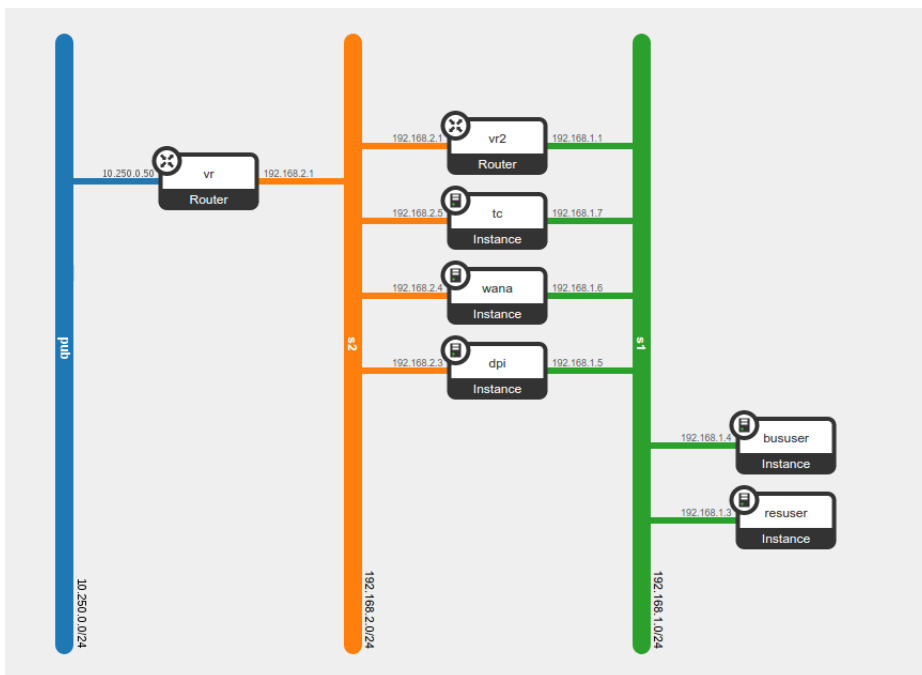 192.168.2.1
vr2
192.168.1.1
Router
10.250.0.50
vr
192.168.2.1
Router
192.168.2.5
tc
192.168.1.7
Instance
192.168.2.4
wana
192.168.1.6
Instance
pub
s2
s1
192.168.2.3
dpi
192.168.1.5
Instance
192.168.1.4
bususer
Instance
192.168.1.3
resuser
Instance
10.250.0.0/24
192.168.2.0/24
192.168.1.0/24